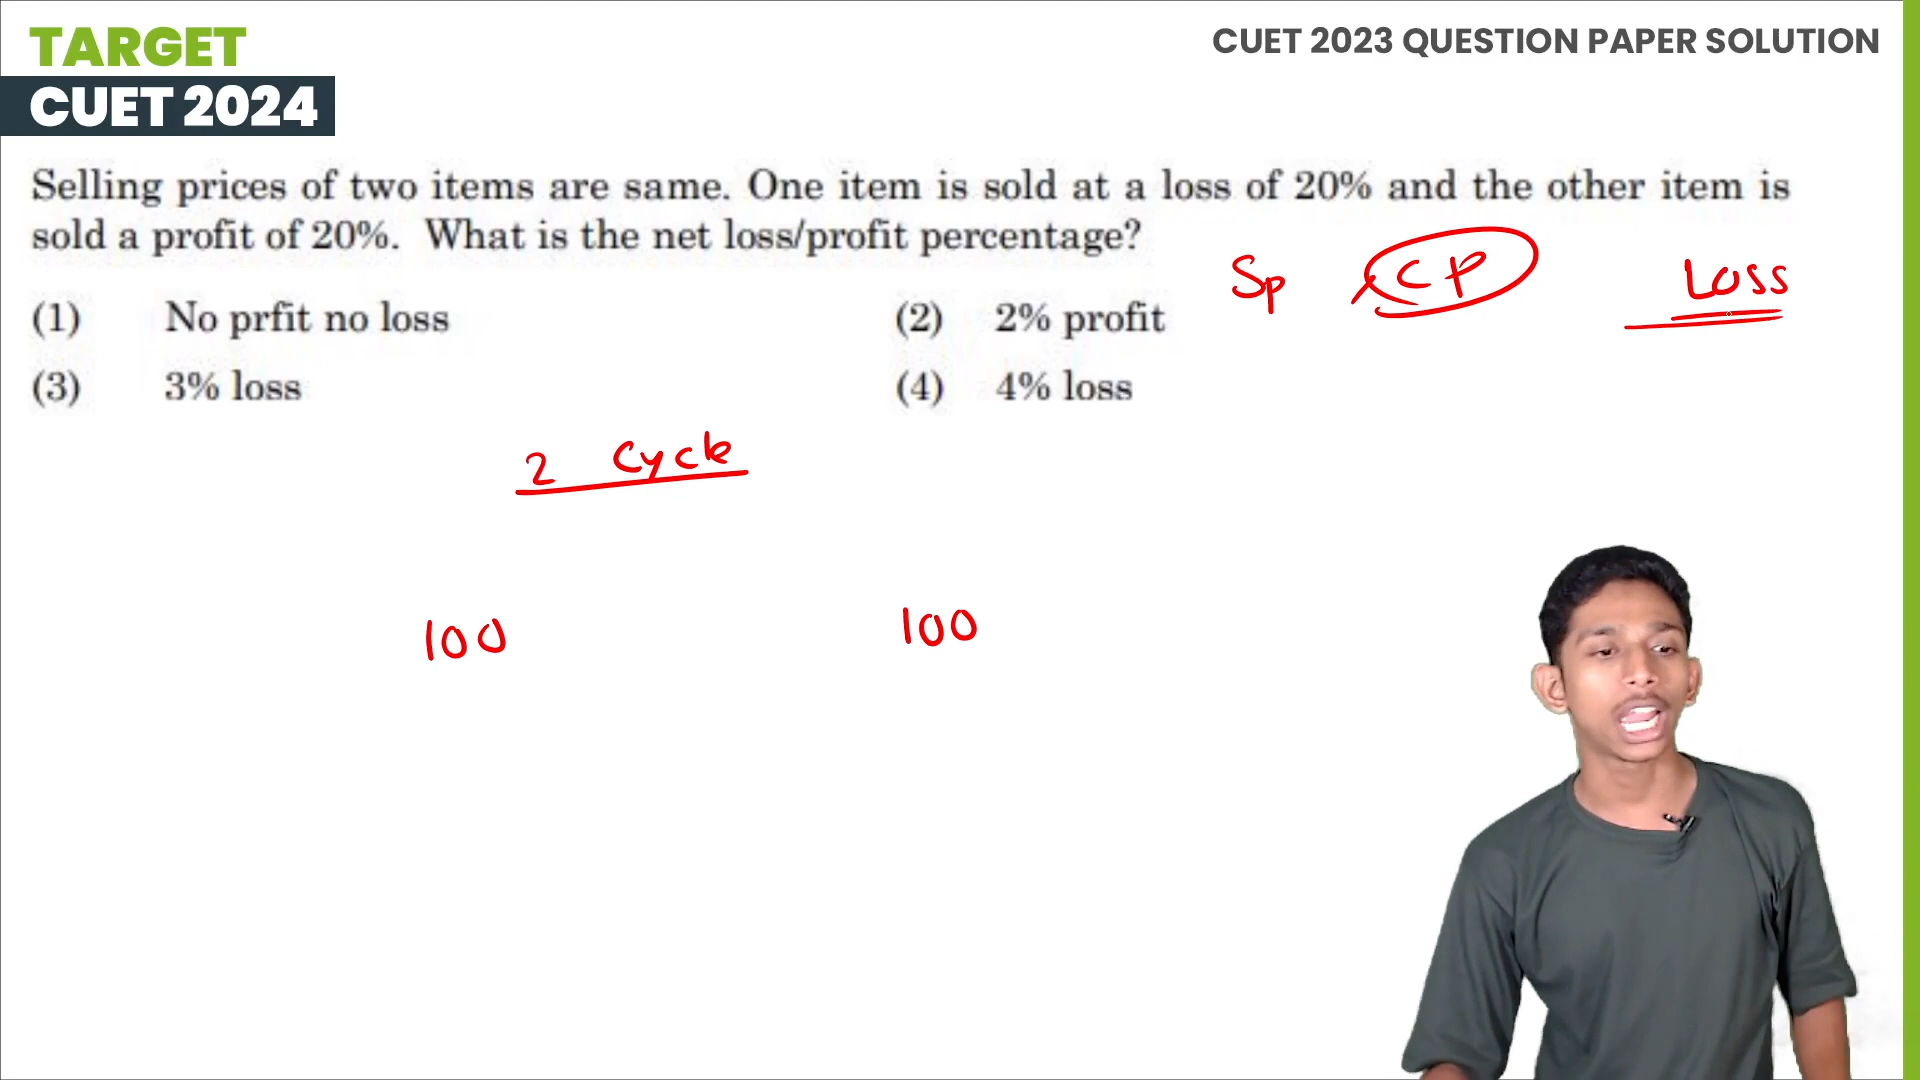 TARGET
CUET 2024
CUET 2023 QUESTION PAPER SOLUTION
Selling prices of two items are same. One item is sold at a loss of 20% and the other item is
sold a profit of 20%. What is the net loss/profit percentage?
Sp CP Loss
(1) No prfit no loss (2) 2% profit
(3) 3% loss (4) 4% loss
2 Cycle
100 100